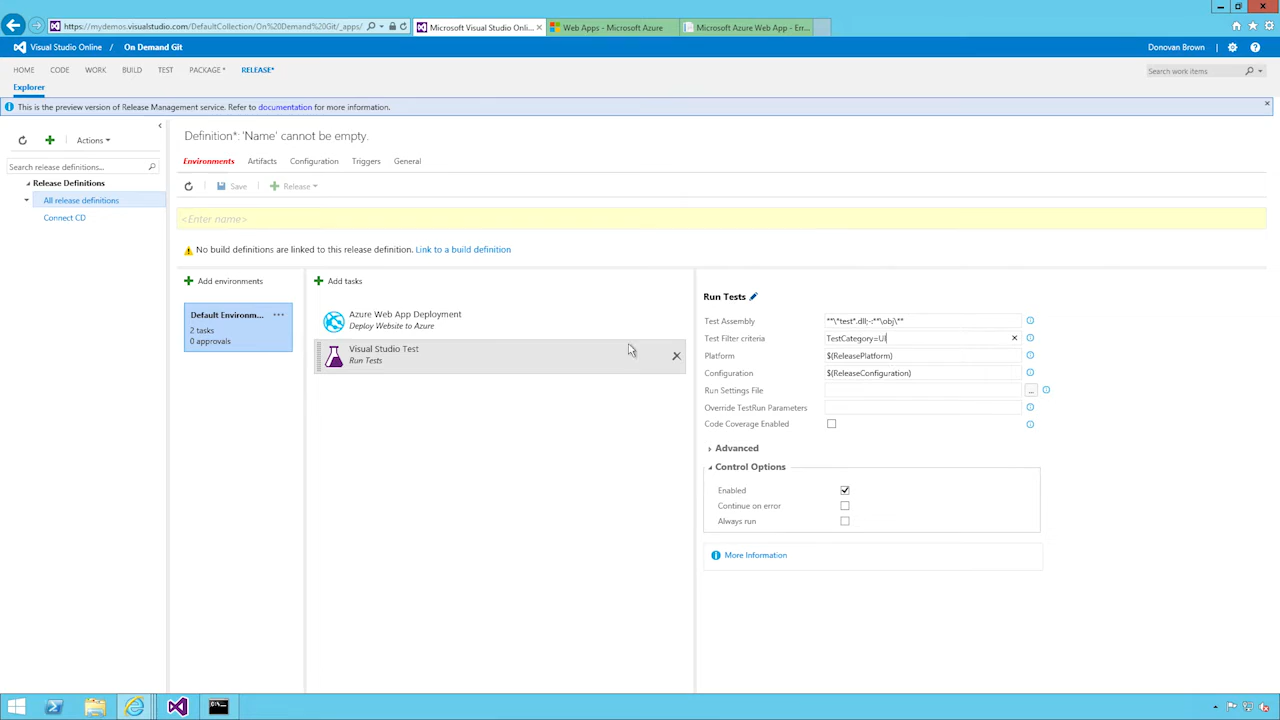 https://mydemos.visualstudio.com/DefaultCollection/On%20Demand%20Git/_apps/
Microsoft Visual Studio Onli...
Web Apps - Microsoft Azure
Microsoft Azure Web App - Err...
Visual Studio Online / On Demand Git
Donovan Brown
HOME CODE WORK BUILD TEST PACKAGE* RELEASE*
Search work items
Explorer
This is the preview version of Release Management service. Refer to documentation for more information.
Definition*: 'Name' cannot be empty.
Actions
Environments Artifacts Configuration Triggers General
Search release definitions...
Release Definitions
Save Release
All release definitions
Connect CD
<Enter name>
No build definitions are linked to this release definition. Link to a build definition
Add environments
Add tasks
Default Environm... ...
2 tasks
0 approvals
Azure Web App Deployment
Deploy Website to Azure
Visual Studio Test
Run Tests
Run Tests
Test Assembly **\*test*.dll;-:**\obj\**
Test Filter criteria TestCategory=UI
Platform $(ReleasePlatform)
Configuration $(ReleaseConfiguration)
Run Settings File ...
Override TestRun Parameters
Code Coverage Enabled
Advanced
Control Options
Enabled
Continue on error
Always run
More Information